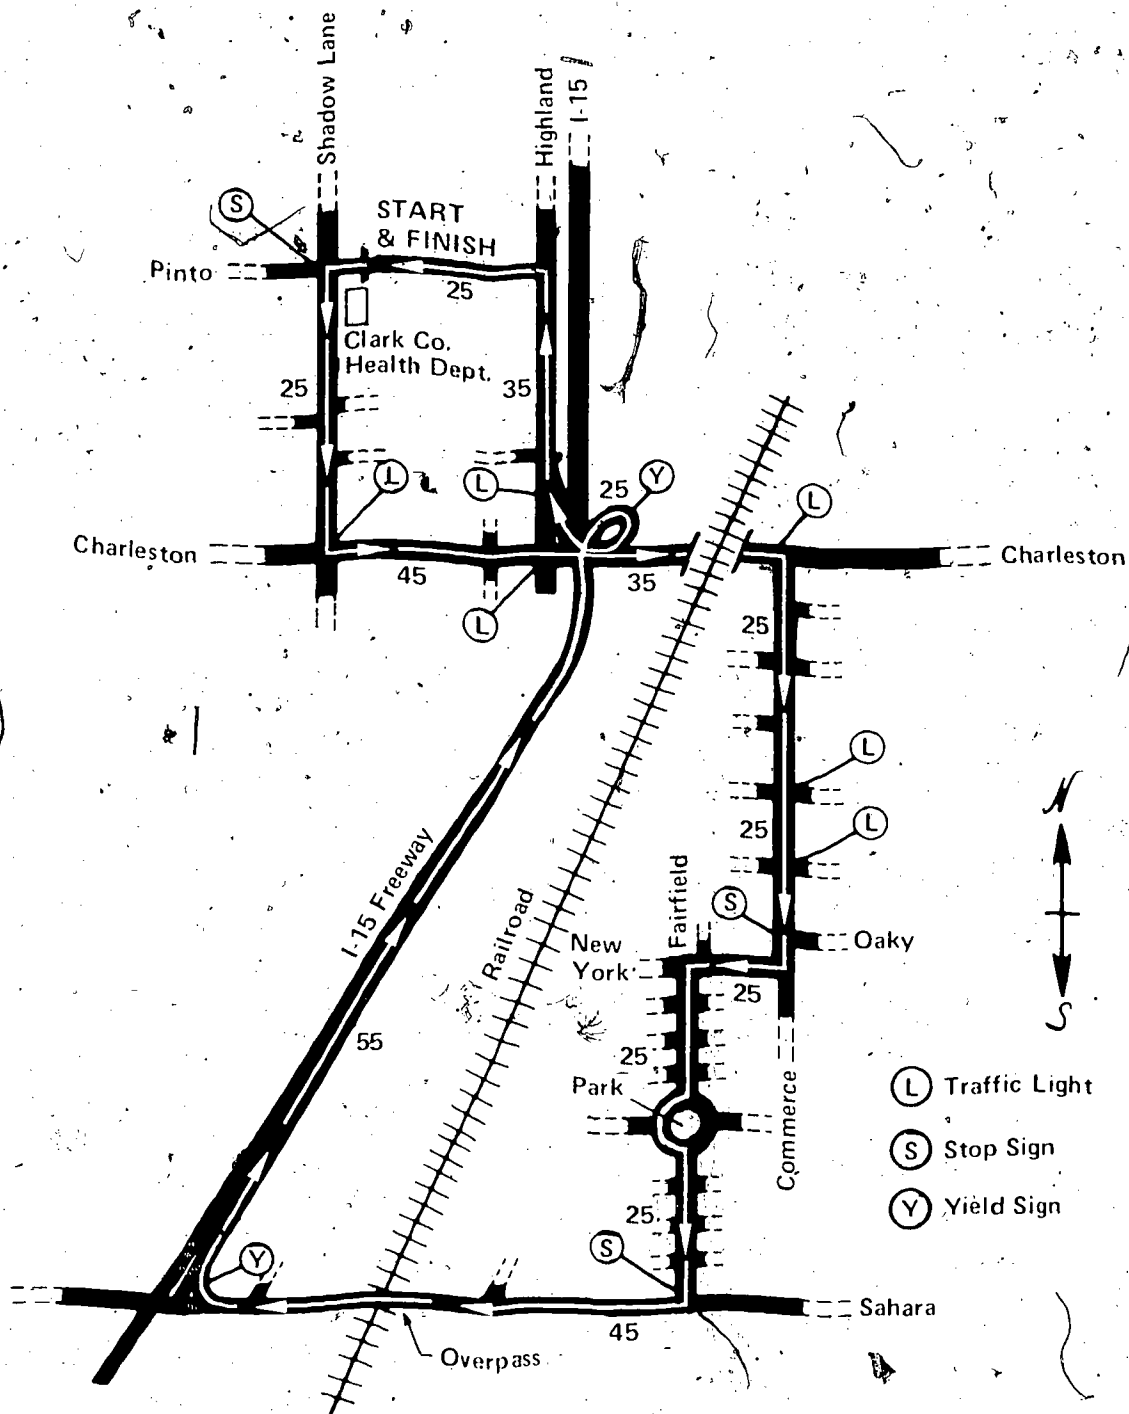 Shadow Lane
Highland
I-15
S
START
& FINISH
Pinto
25
Clark Co.
Health Dept.
25
35
L
L
25
Y
L
Charleston
45
35
Charleston
L
25
L
25
L
N
I-15 Freeway
Railroad
Fairfield
S
New
York
Oaky
25
S
55
25
Park
Commerce
L Traffic Light
S Stop Sign
Y Yield Sign
25
S
Y
45
Sahara
Overpass